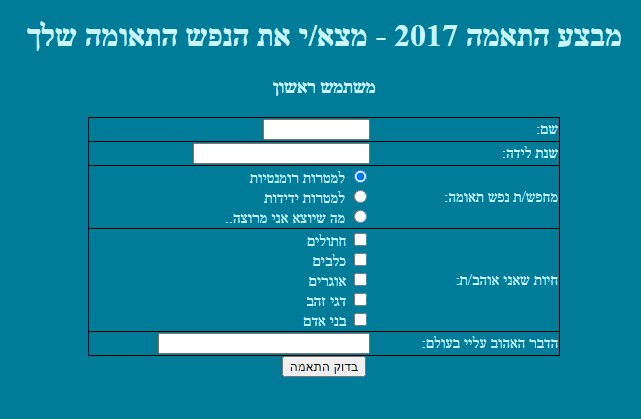 מבצע התאמה 2017 - מצא/י את הנפש התאומה שלך
משתמש ראשון
שם:
שנת לידה:
מחפש/ת נפש תאומה:
למטרות רומנטיות
למטרות ידידות
מה שיוצא אני מרוצה..
חיות שאני אוהב/ת:
חתולים
כלבים
אוגרים
דגי זהב
בני אדם
הדבר האהוב עליי בעולם:
בדוק התאמה